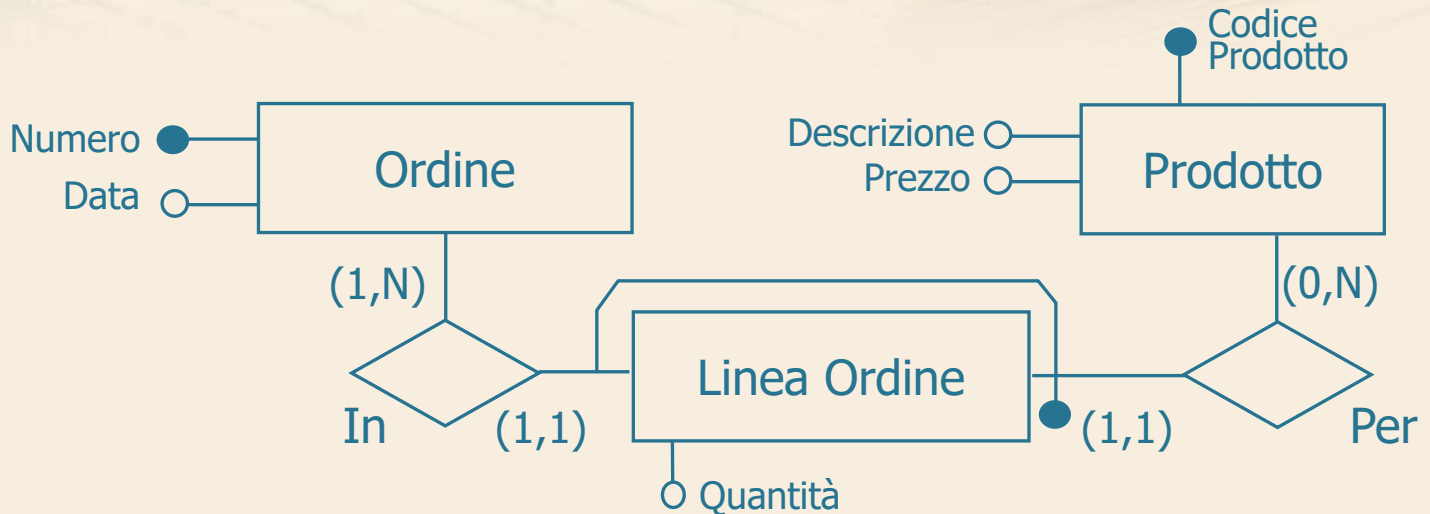 Codice
Prodotto
Numero
Data
Ordine
Descrizione
Prezzo
Prodotto
(1,N)
(0,N)
Linea Ordine
In
(1,1)
(1,1)
Per
Quantità